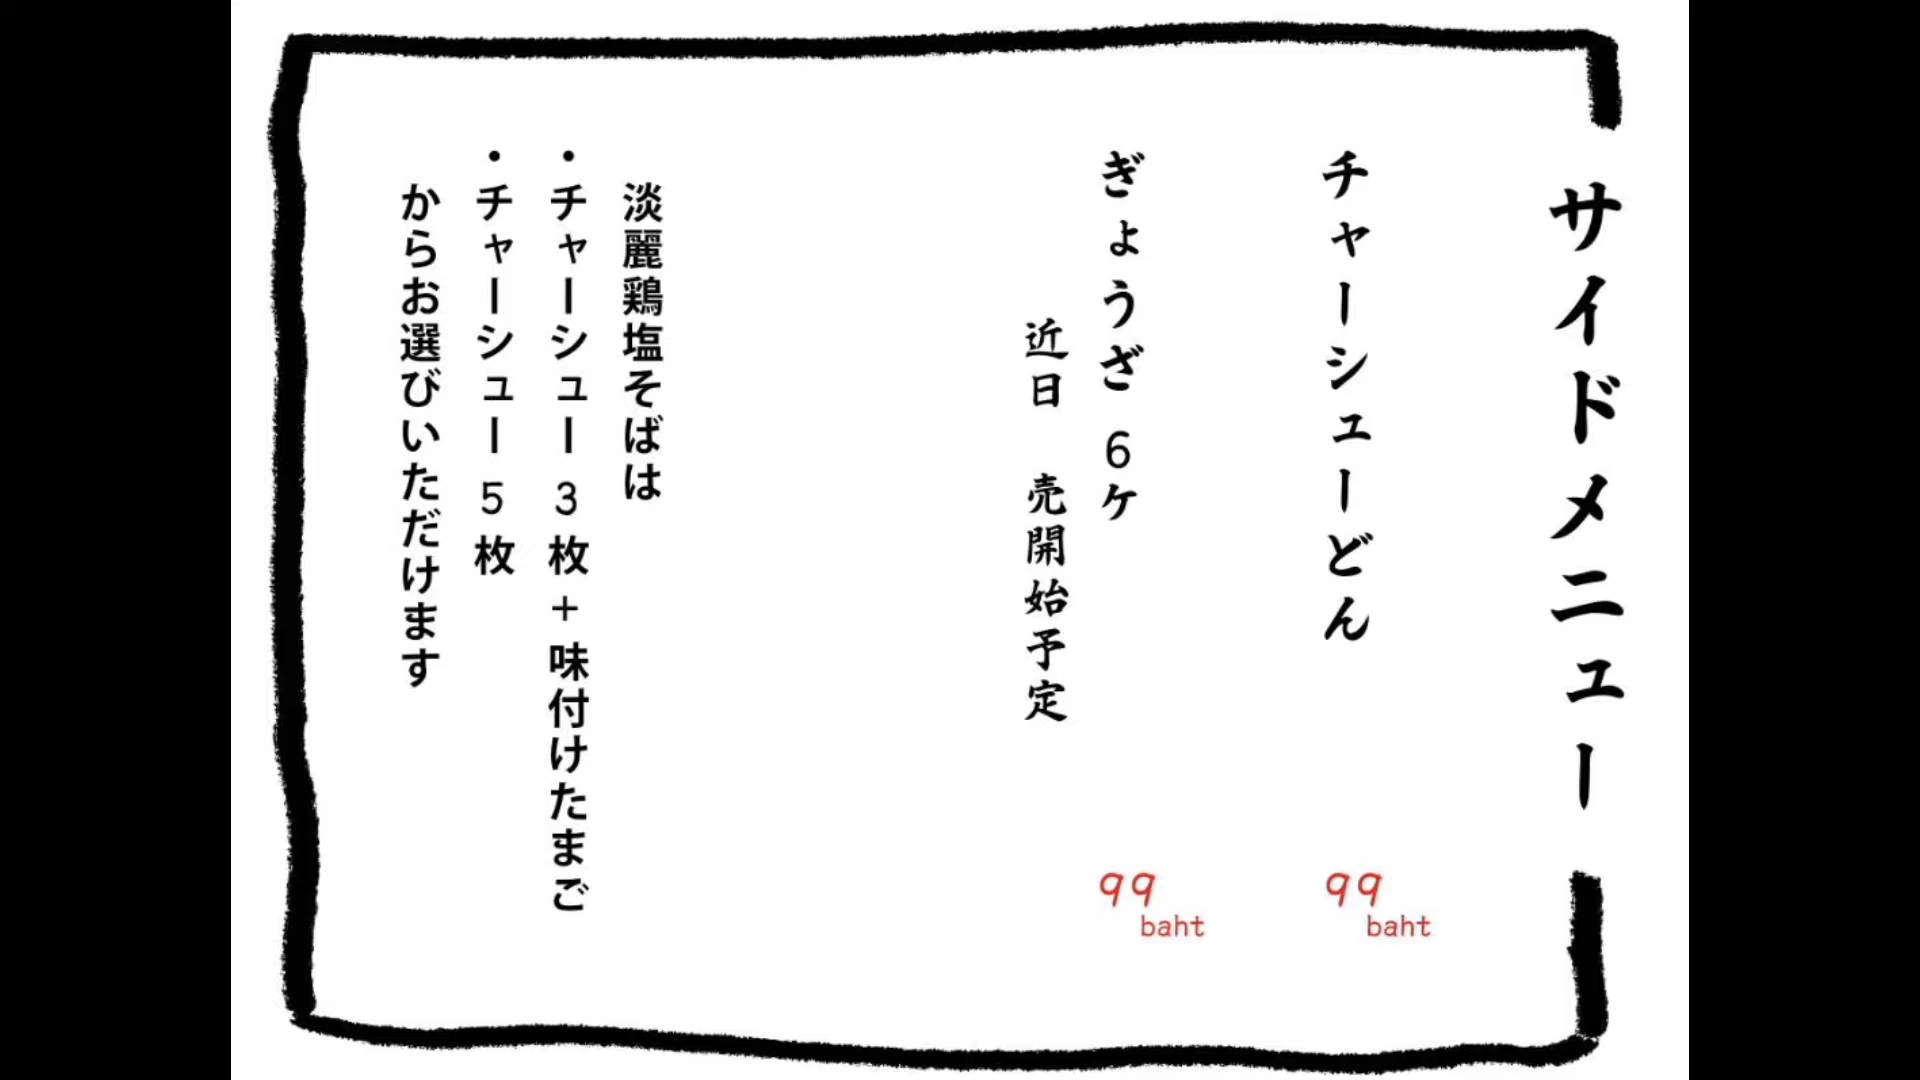 サイドメニュー
チャーシューどん
99
baht
ぎょうざ 6ケ
99
baht
近日 売開始予定
淡麗鶏塩そばは
・チャーシュー3枚+味付けたまご
・チャーシュー5枚
からお選びいただけます